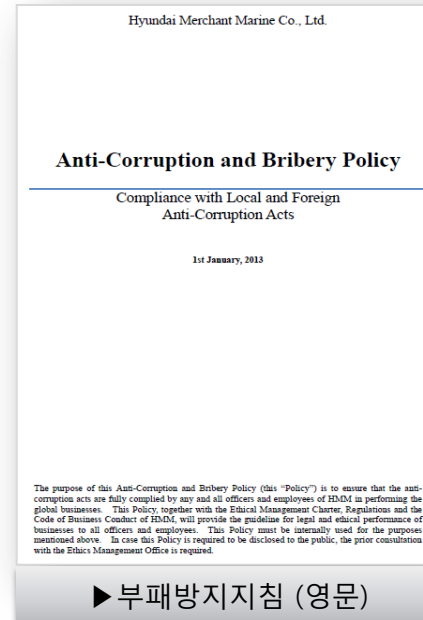 Hyundai Merchant Marine Co., Ltd.
Anti-Corruption and Bribery Policy
Compliance with Local and Foreign
Anti-Corruption Acts
1st January, 2013
The purpose of this Anti-Corruption and Bribery Policy (this “Policy”) is to ensure that the anti-
corruption acts are fully complied by any and all officers and employees of HMM in performing the
global businesses. This Policy, together with the Ethical Management Charter, Regulations and the
Code of Business Conduct of HMM, will provide the guideline for legal and ethical performance of
businesses to all officers and employees. This Policy must be internally used for the purposes
mentioned above. In case this Policy is required to be disclosed to the public, the prior consultation
with the Ethics Management Office is required.
▶부패방지지침 (영문)